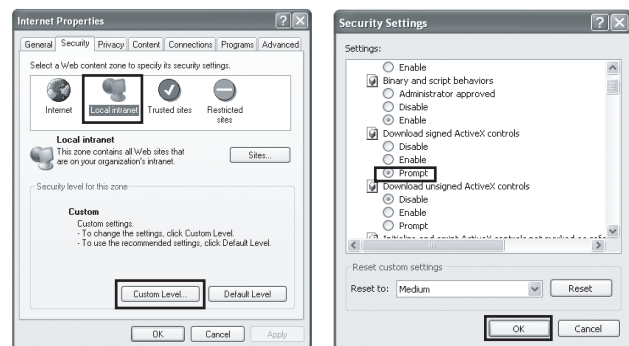 Internet Properties
General Security Privacy Content Connections Programs Advanced
Select a Web content zone to specify its security settings.
Internet Local intranet Trusted sites Restricted
sites
Local intranet
This zone contains all Web sites that
are on your organization's intranet.
Sites...
Security level for this zone
Custom
Custom settings.
- To change the settings, click Custom Level.
- To use the recommended settings, click Default Level.
Custom Level... Default Level
OK Cancel Apply
Security Settings
Settings:
Enable
Binary and script behaviors
Administrator approved
Disable
Enable
Download signed ActiveX controls
Disable
Enable
Prompt
Download unsigned ActiveX controls
Disable
Enable
Prompt
Reset custom settings
Reset to: Medium Reset
OK Cancel